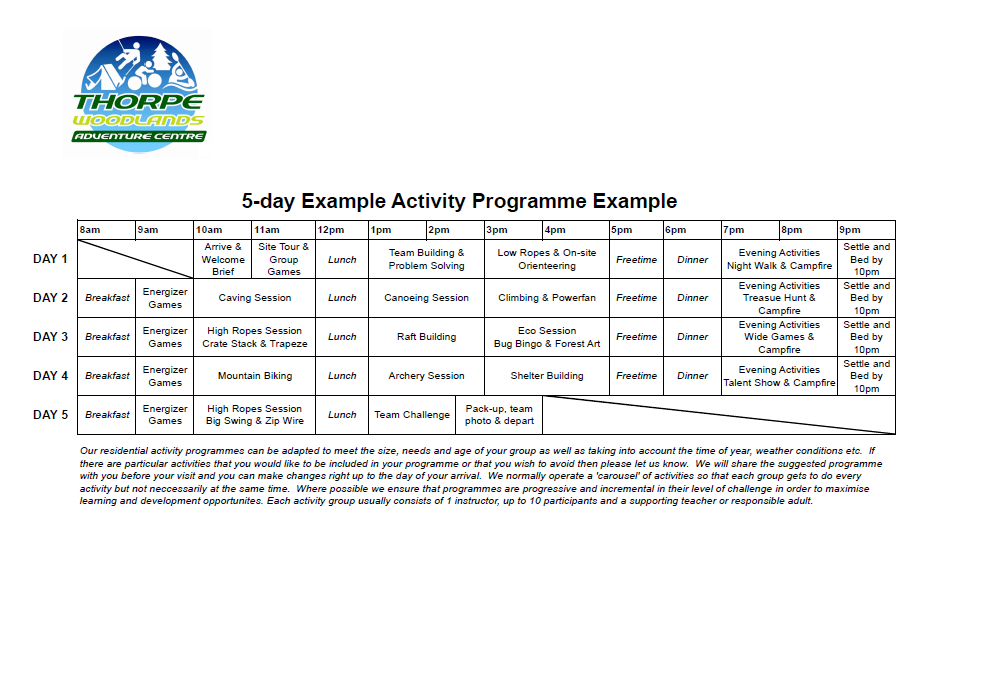 THORPE
WOODLANDS
ADVENTURE CENTRE
5-day Example Activity Programme Example
8am 9am 10am 11am 12pm 1pm 2pm 3pm 4pm 5pm 6pm 7pm 8pm 9pm
DAY 1
Arrive &
Welcome
Brief
Site Tour &
Group
Games
Lunch
Team Building &
Problem Solving
Low Ropes & On-site
Orienteering
Freetime
Dinner
Evening Activities
Night Walk & Campfire
Settle and
Bed by
10pm
DAY 2
Breakfast
Energizer
Games
Caving Session
Lunch
Canoeing Session
Climbing & Powerfan
Freetime
Dinner
Evening Activities
Treasue Hunt &
Campfire
Settle and
Bed by
10pm
DAY 3
Breakfast
Energizer
Games
High Ropes Session
Crate Stack & Trapeze
Lunch
Raft Building
Eco Session
Bug Bingo & Forest Art
Freetime
Dinner
Evening Activities
Wide Games &
Campfire
Settle and
Bed by
10pm
DAY 4
Breakfast
Energizer
Games
Mountain Biking
Lunch
Archery Session
Shelter Building
Freetime
Dinner
Evening Activities
Talent Show & Campfire
Settle and
Bed by
10pm
DAY 5
Breakfast
Energizer
Games
High Ropes Session
Big Swing & Zip Wire
Lunch
Team Challenge
Pack-up, team
photo & depart
Our residential activity programmes can be adapted to meet the size, needs and age of your group as well as taking into account the time of year, weather conditions etc. If
there are particular activities that you would like to be included in your programme or that you wish to avoid then please let us know. We will share the suggested programme
with you before your visit and you can make changes right up to the day of your arrival. We normally operate a 'carousel' of activities so that each group gets to do every
activity but not neccessarily at the same time. Where possible we ensure that programmes are progressive and incremental in their level of challenge in order to maximise
learning and development opportunites. Each activity group usually consists of 1 instructor, up to 10 participants and a supporting teacher or responsible adult.